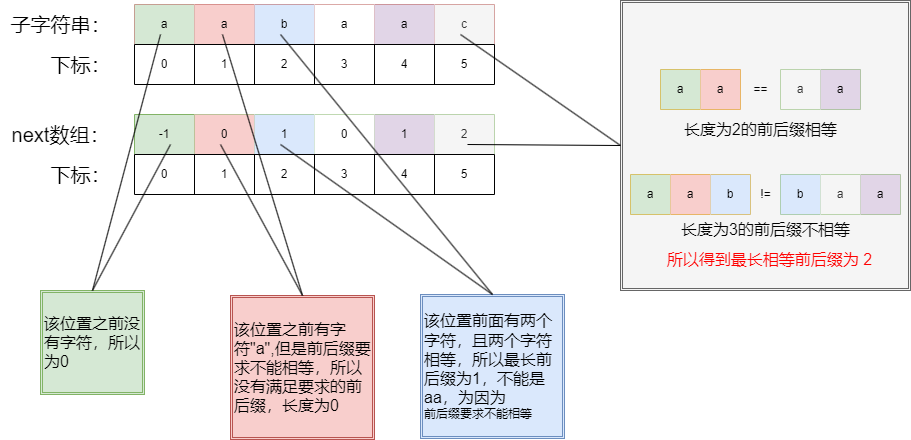 子字符串： a a b a a c
下标： 0 1 2 3 4 5
next数组： -1 0 1 0 1 2
下标： 0 1 2 3 4 5
a a == a a
长度为2的前后缀相等
a a b != b a a
长度为3的前后缀不相等
所以得到最长相等前后缀为 2
该位置之前没
有字符，所以
为0
该位置之前有字
符"a",但是前后缀要
求不能相等，所以
没有满足要求的前
后缀，长度为0
该位置前面有两个
字符，且两个字符
相等，所以最长前
后缀为1，不能是
aa，为因为
前后缀要求不能相等